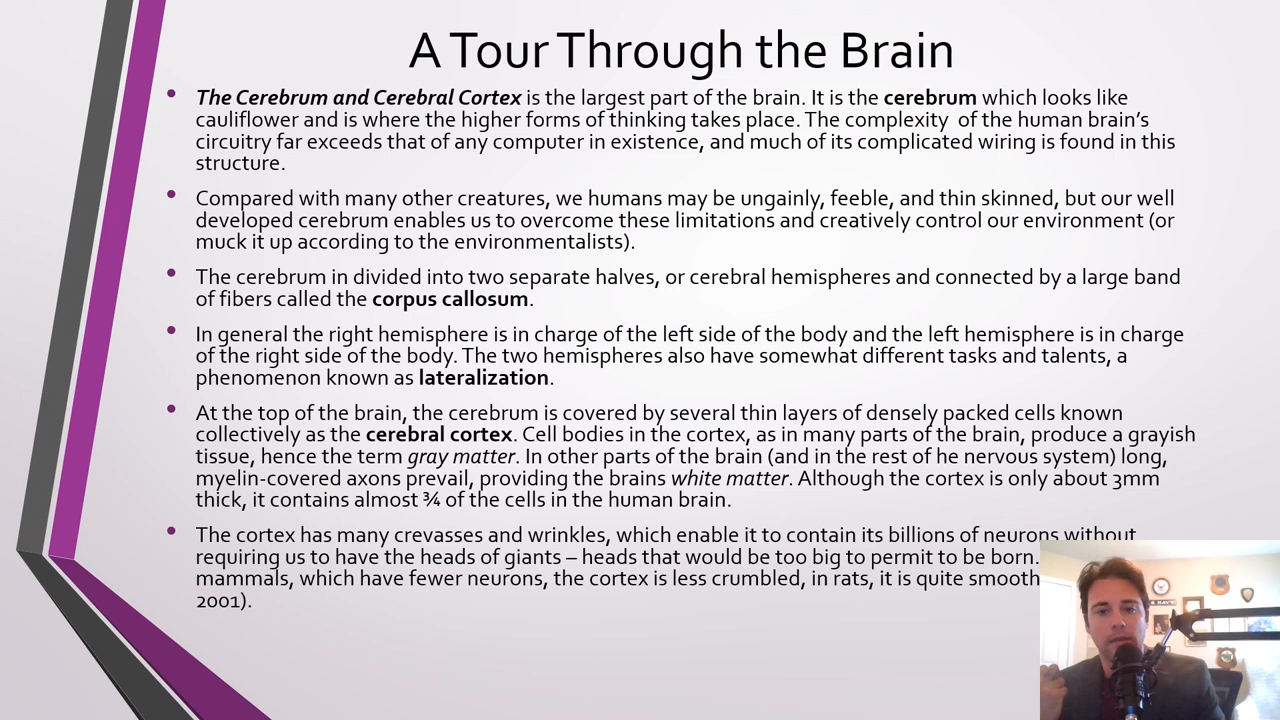 A Tour Through the Brain
• The Cerebrum and Cerebral Cortex is the largest part of the brain. It is the cerebrum which looks like
cauliflower and is where the higher forms of thinking takes place. The complexity of the human brain’s
circuitry far exceeds that of any computer in existence, and much of its complicated wiring is found in this
structure.
• Compared with many other creatures, we humans may be ungainly, feeble, and thin skinned, but our well
developed cerebrum enables us to overcome these limitations and creatively control our environment (or
muck it up according to the environmentalists).
• The cerebrum in divided into two separate halves, or cerebral hemispheres and connected by a large band
of fibers called the corpus callosum.
• In general the right hemisphere is in charge of the left side of the body and the left hemisphere is in charge
of the right side of the body. The two hemispheres also have somewhat different tasks and talents, a
phenomenon known as lateralization.
• At the top of the brain, the cerebrum is covered by several thin layers of densely packed cells known
collectively as the cerebral cortex. Cell bodies in the cortex, as in many parts of the brain, produce a grayish
tissue, hence the term gray matter. In other parts of the brain (and in the rest of he nervous system) long,
myelin-covered axons prevail, providing the brains white matter. Although the cortex is only about 3mm
thick, it contains almost ¾ of the cells in the human brain.
• The cortex has many crevasses and wrinkles, which enable it to contain its billions of neurons without
requiring us to have the heads of giants – heads that would be too big to permit to be born.
mammals, which have fewer neurons, the cortex is less crumbled, in rats, it is quite smooth
2001).